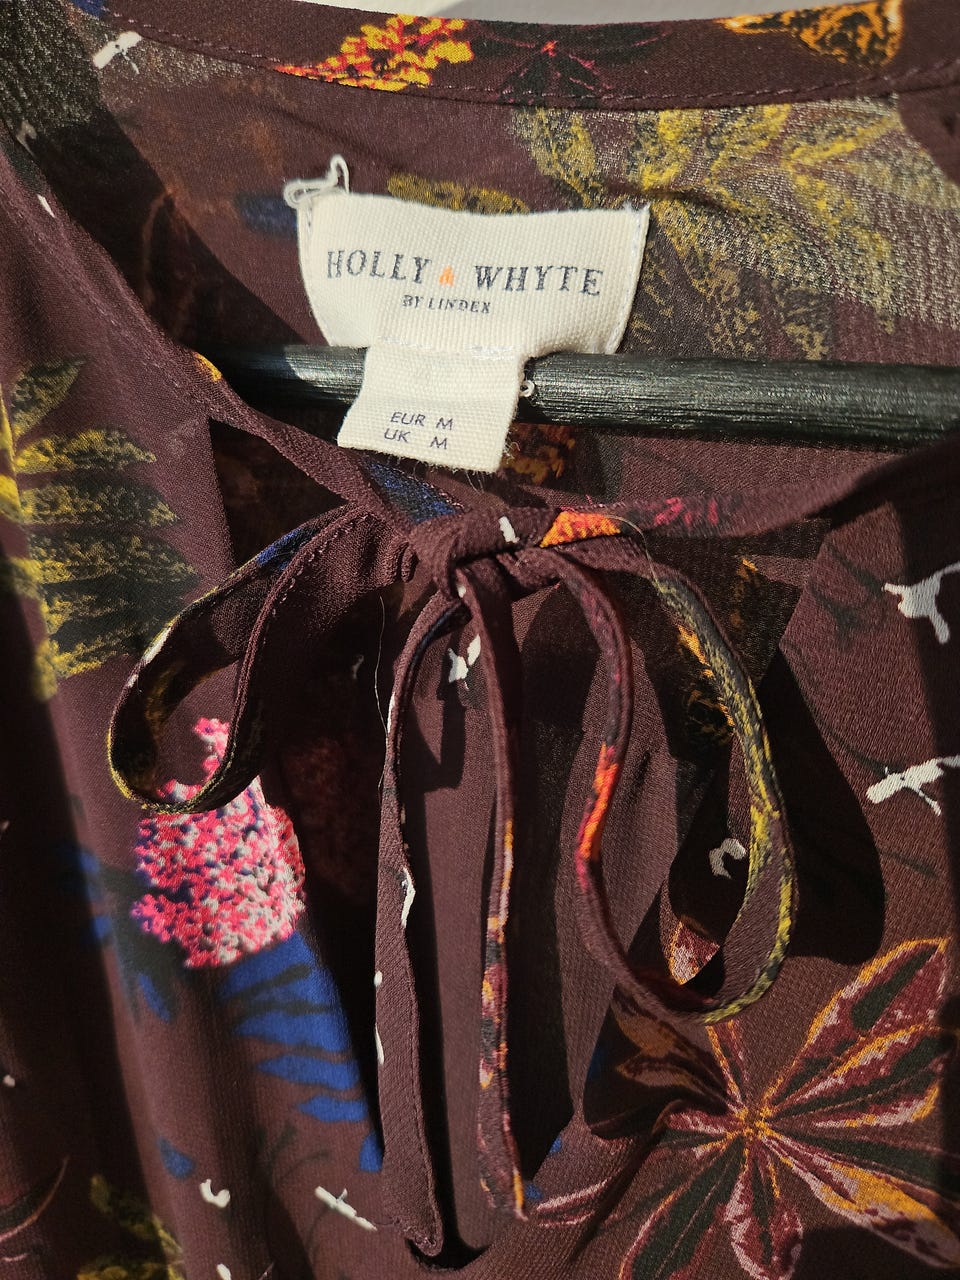 HOLLY & WHYTE
BY LINDEX
EUR M
UK M